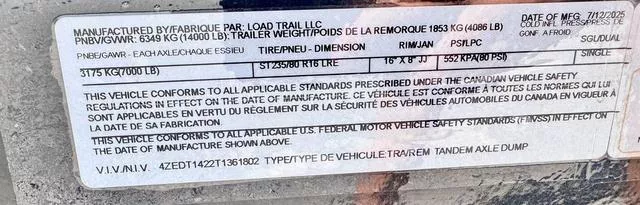 MANUFACTURED BY/FABRIQUE PAR: LOAD TRAIL LLC DATE OF MFG 7/12/2025
PNBV/GVWR: 6349 KG (14000 LB): TRAILER WEIGHT/POIDS DE LA REMORQUE 1853 KG (4086 LB) COLD INFL. PRESS/PRESS DE
PNBE/GAWR - EACH AXLE/CHAQUE ESSIEU TIRE/PNEU - DIMENSION RIM/JAN PSI/LPC GONF A FROID SGL/DUAL
3175 KG(7000 LB) ST235/80 R16 LRE 16" X 8" JJ 552 KPA(80 PSI) SINGLE
THIS VEHICLE CONFORMS TO ALL APPLICABLE STANDARDS PRESCRIBED UNDER THE CANADIAN VEHICLE SAFETY
REGULATIONS IN EFFECT ON THE DATE OF MANUFACTURE. CE VÉHICULE EST CONFORME À TOUTES LES NORMES QUI LUI
SONT APPLICABLES EN VERTU DU RÈGLEMENT SUR LA SÉCURITÉ DES VÉHICULES AUTOMOBILES DU CANADA EN VIGUEUR À
LA DATE DE SA FABRICATION.
THIS VEHICLE CONFORMS TO ALL APPLICABLE U.S. FEDERAL MOTOR VEHICLE SAFETY STANDARDS (FMVSS) IN EFFECT ON
THE DATE OF MANUFACTURE SHOWN ABOVE.
V.I.V./N.I.V. 4ZEDT1422T1361802 TYPE/TYPE DE VEHICULE:TRA/REM TANDEM AXLE DUMP